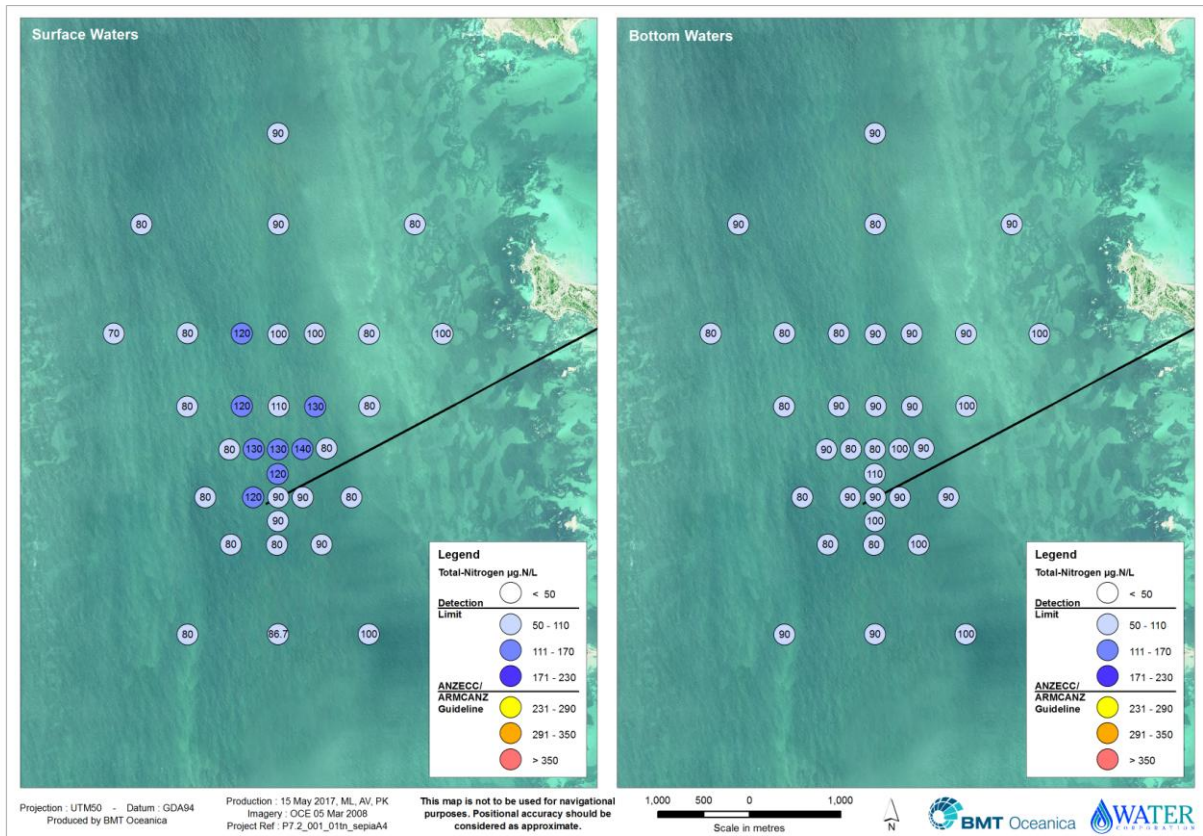 Surface Waters
90
80 90 80
70 80 120 100 100 80 100
80 120 110 130 80
80 130 130 140 80
120
80 120 90 90 80
90
80 80 90
80 86.7 100
Legend
Total-Nitrogen µg.N/L
< 50
Detection
Limit
50 - 110
111 - 170
171 - 230
ANZECC/
ARMCANZ
Guideline
231 - 290
291 - 350
> 350
Bottom Waters
90
90 80 90
80 80 80 90 90 90 100
80 90 90 90 100
90 80 80 100 90
110
80 90 90 90 90
100
80 80 100
90 90 100
Legend
Total-Nitrogen µg.N/L
< 50
Detection
Limit
50 - 110
111 - 170
171 - 230
ANZECC/
ARMCANZ
Guideline
231 - 290
291 - 350
> 350
Projection : UTM50 - Datum : GDA94
Produced by BMT Oceanica
Production : 15 May 2017, ML, AV, PK
Imagery : OCE 05 Mar 2008
Project Ref : P7.2_001_01tn_sepiaA4
This map is not to be used for navigational
purposes. Positional accuracy should be
considered as approximate.
1,000 500 0 1,000
Scale in metres
N
BMT Oceanica
WATER
CORPORATION